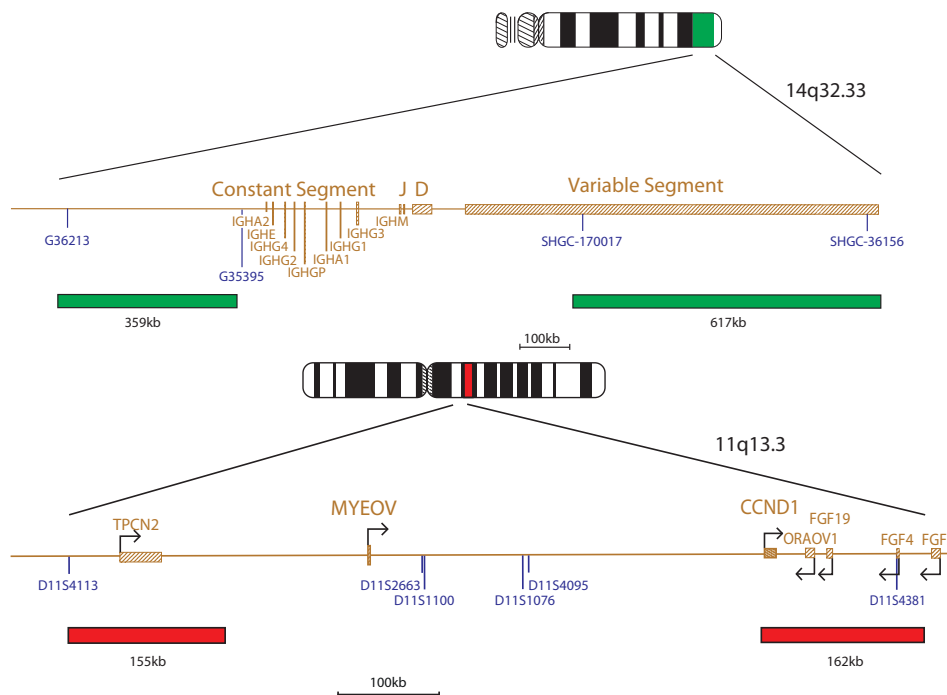 14q32.33
Constant Segment J D Variable Segment
IGHA2 IGHM
IGHE IGHG3
G36213 IGHG4 IGHG1 SHGC-170017 SHGC-36156
IGHG2 IGHA1
IGHGP
G35395
359kb 617kb
100kb
11q13.3
MYEOV CCND1
TPCN2 FGF19
ORAOV1 FGF4 FGF
D11S4113 D11S2663 D11S4095
D11S1100 D11S1076 D11S4381
155kb 162kb
100kb